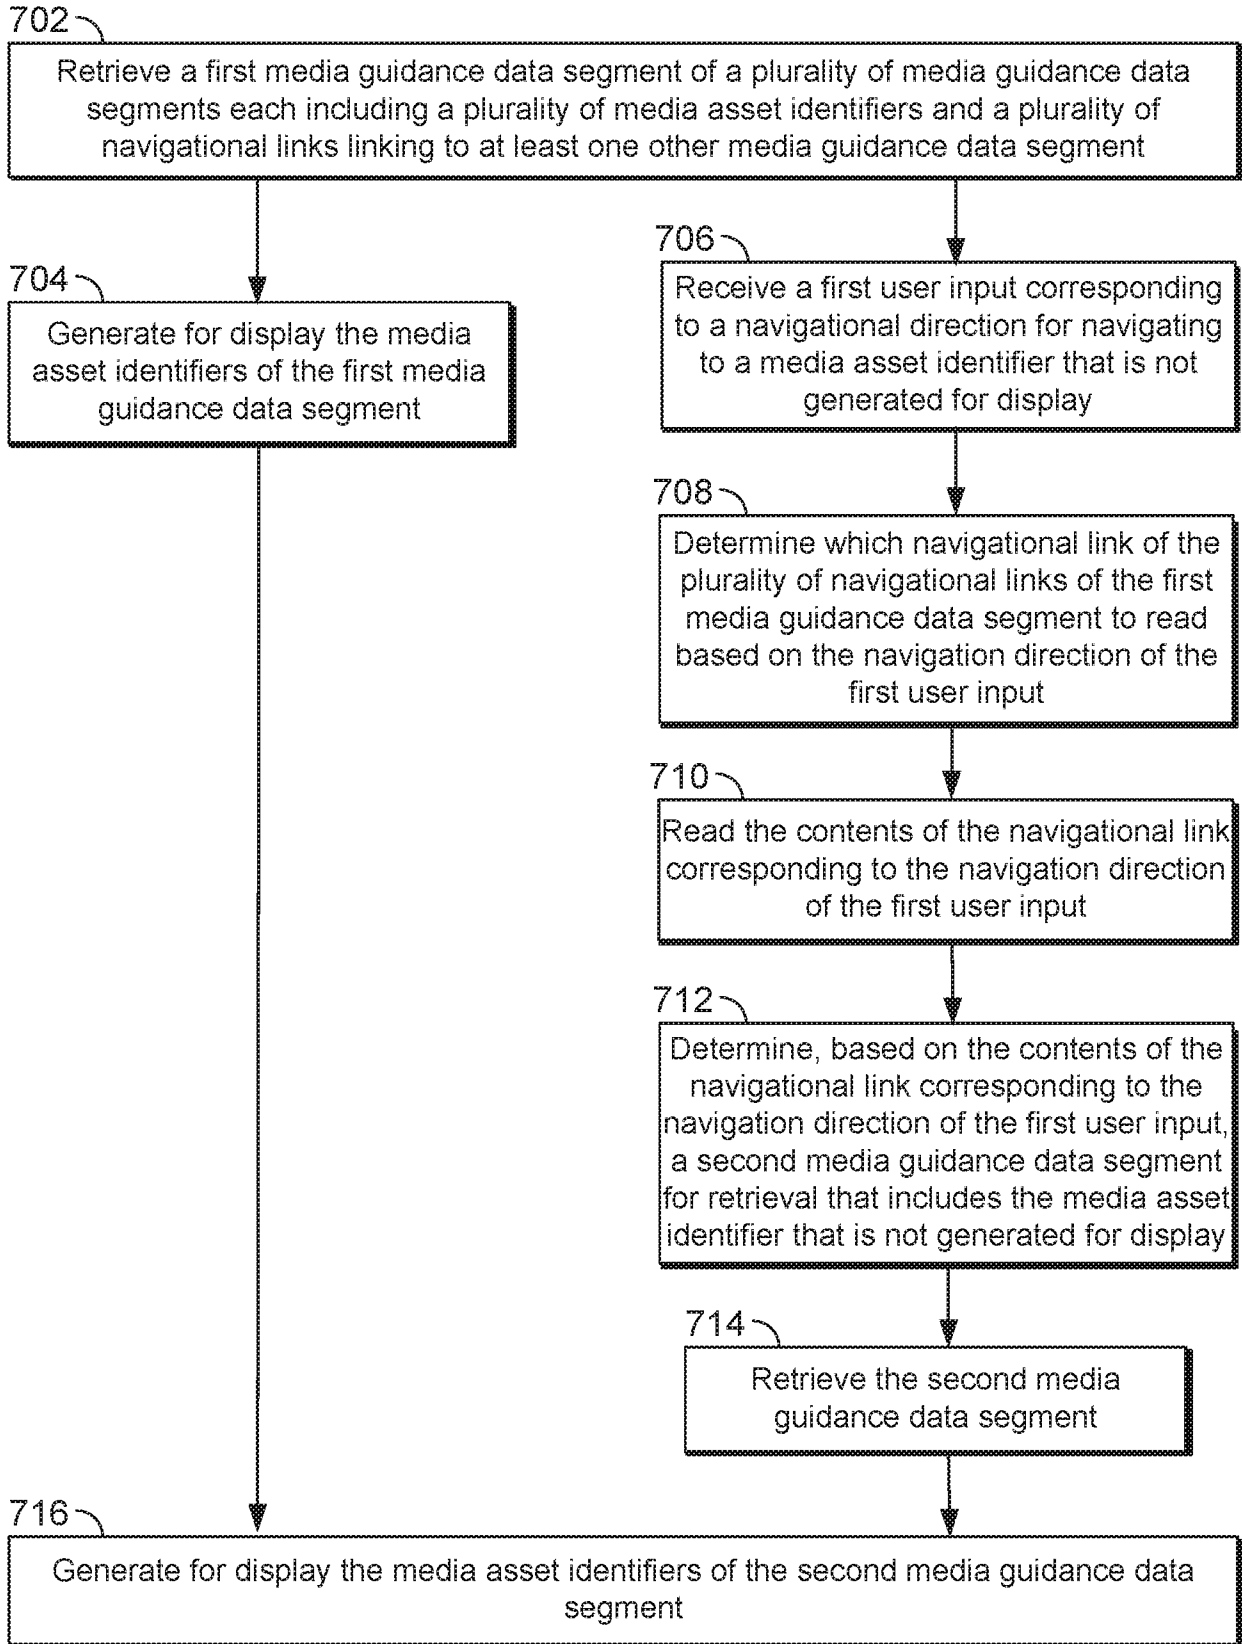 702
Retrieve a first media guidance data segment of a plurality of media guidance data
segments each including a plurality of media asset identifiers and a plurality of
navigational links linking to at least one other media guidance data segment
704
Generate for display the media
asset identifiers of the first media
guidance data segment
706
Receive a first user input corresponding
to a navigational direction for navigating
to a media asset identifier that is not
generated for display
708
Determine which navigational link of the
plurality of navigational links of the first
media guidance data segment to read
based on the navigation direction of the
first user input
710
Read the contents of the navigational link
corresponding to the navigation direction
of the first user input
712
Determine, based on the contents of the
navigational link corresponding to the
navigation direction of the first user input,
a second media guidance data segment
for retrieval that includes the media asset
identifier that is not generated for display
714
Retrieve the second media
guidance data segment
716
Generate for display the media asset identifiers of the second media guidance data
segment